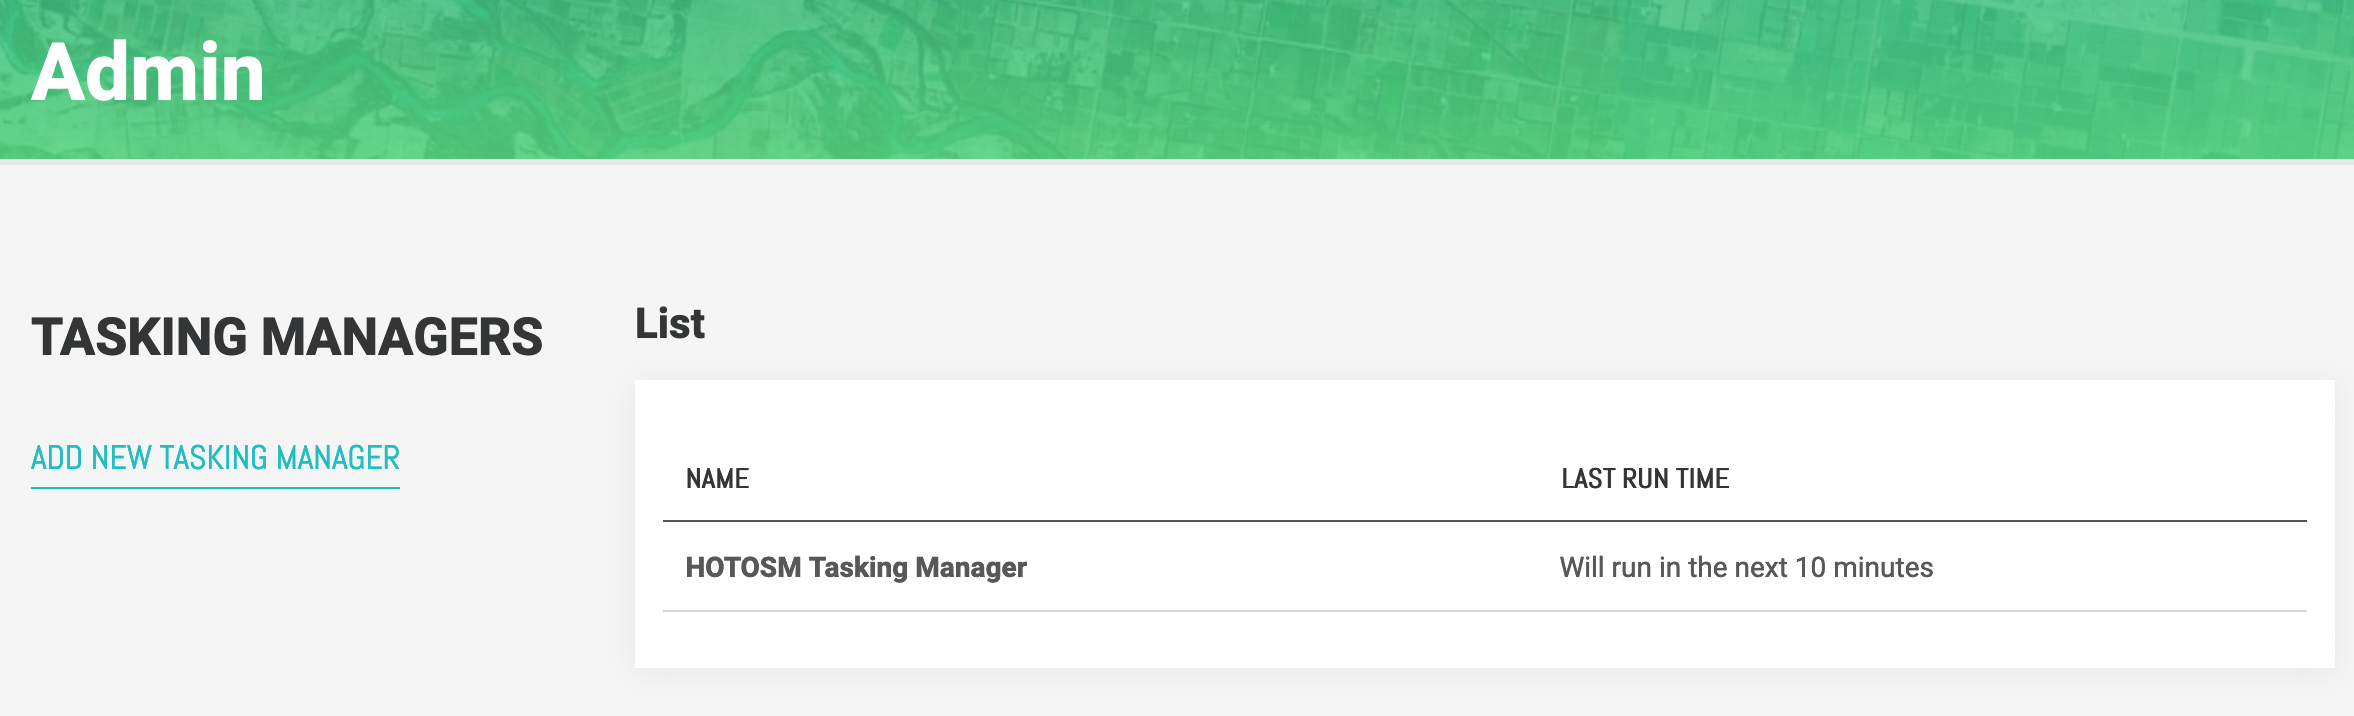 Admin
TASKING MANAGERS
ADD NEW TASKING MANAGER
List
NAME LAST RUN TIME
HOTOSM Tasking Manager Will run in the next 10 minutes